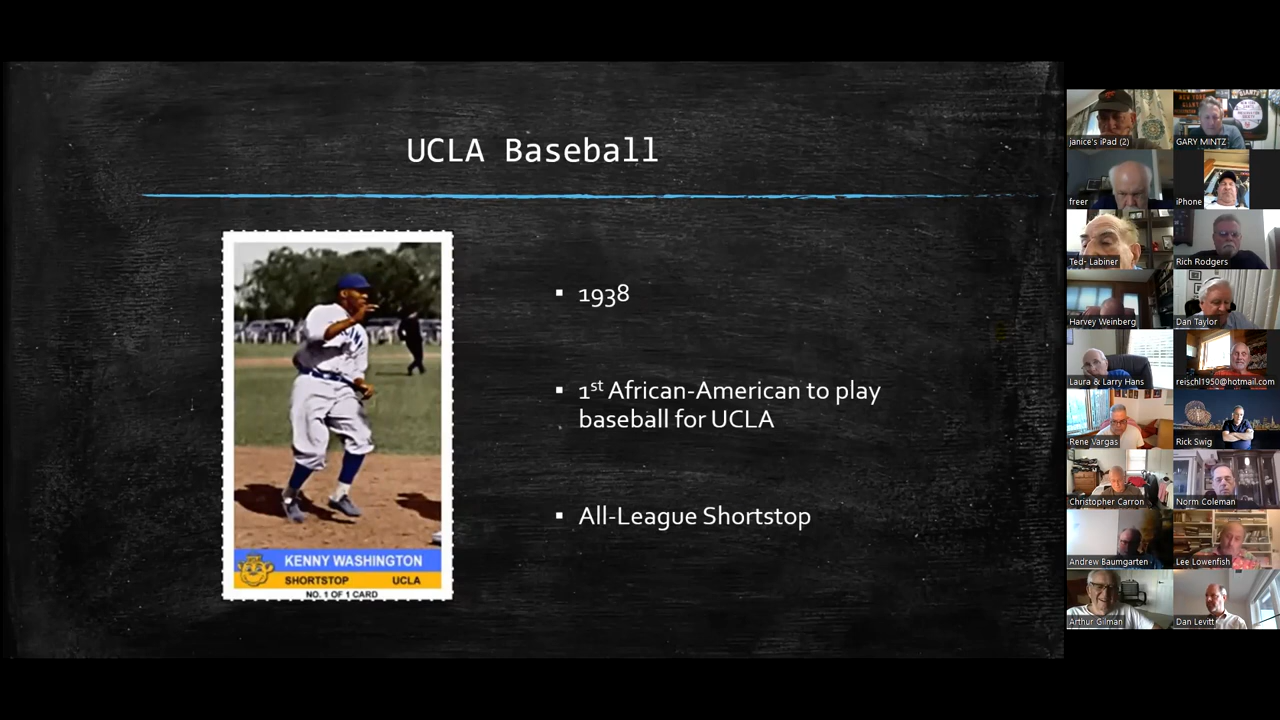 UCLA Baseball
▪ 1938
▪ 1st African-American to play
baseball for UCLA
▪ All-League Shortstop
KENNY WASHINGTON
SHORTSTOP UCLA
NO. 1 OF 1 CARD
janice's iPad (2)
GARY MINTZ
freer
iPhone
Ted- Labiner
Rich Rodgers
Harvey Weinberg
Dan Taylor
Laura & Larry Hans
reischl1950@hotmail.com
Rene Vargas
Rick Swig
Christopher Carron
Norm Coleman
Andrew Baumgarten
Lee Lowenfish
Arthur Gilman
Dan Levitt